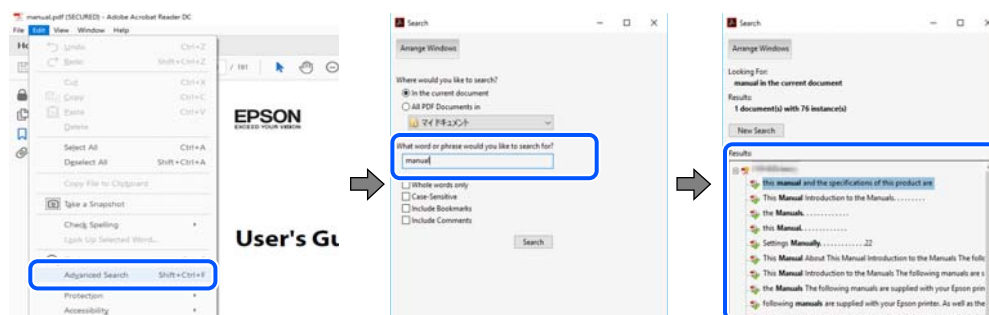 manual.pdf (SECURED) - Adobe Acrobat Reader DC
File Edit View Window Help
Undo Ctrl+Z
Redo Shift+Ctrl+Z
Cut Ctrl+X
Copy Ctrl+C
Paste Ctrl+V
Delete
Select All Ctrl+A
Deselect All Shift+Ctrl+A
Copy File to Clipboard
Take a Snapshot
Check Spelling
Look Up Selected Word...
Advanced Search Shift+Ctrl+F
Protection
Accessibility
/ 181
EPSON
EXCEED YOUR VISION
User's Gu
Search
Arrange Windows
Where would you like to search?
In the current document
All PDF Documents in
マイ ドキュメント
What word or phrase would you like to search for?
manual
Whole words only
Case-Sensitive
Include Bookmarks
Include Comments
Search
Search
Arrange Windows
Looking For:
manual in the current document
Results:
1 document(s) with 76 instance(s)
New Search
Results:
this manual and the specifications of this product are
This Manual Introduction to the Manuals. . . . . . . . .
the Manuals. . . . . . . . . . . .
this Manual. . . . . . . . . . . .
Settings Manually. . . . . . . . . . . .22
This Manual About This Manual Introduction to the Manuals The follo
This Manual Introduction to the Manuals The following manuals are s
the Manuals The following manuals are supplied with your Epson prin
following manuals are supplied with your Epson printer. As well as the